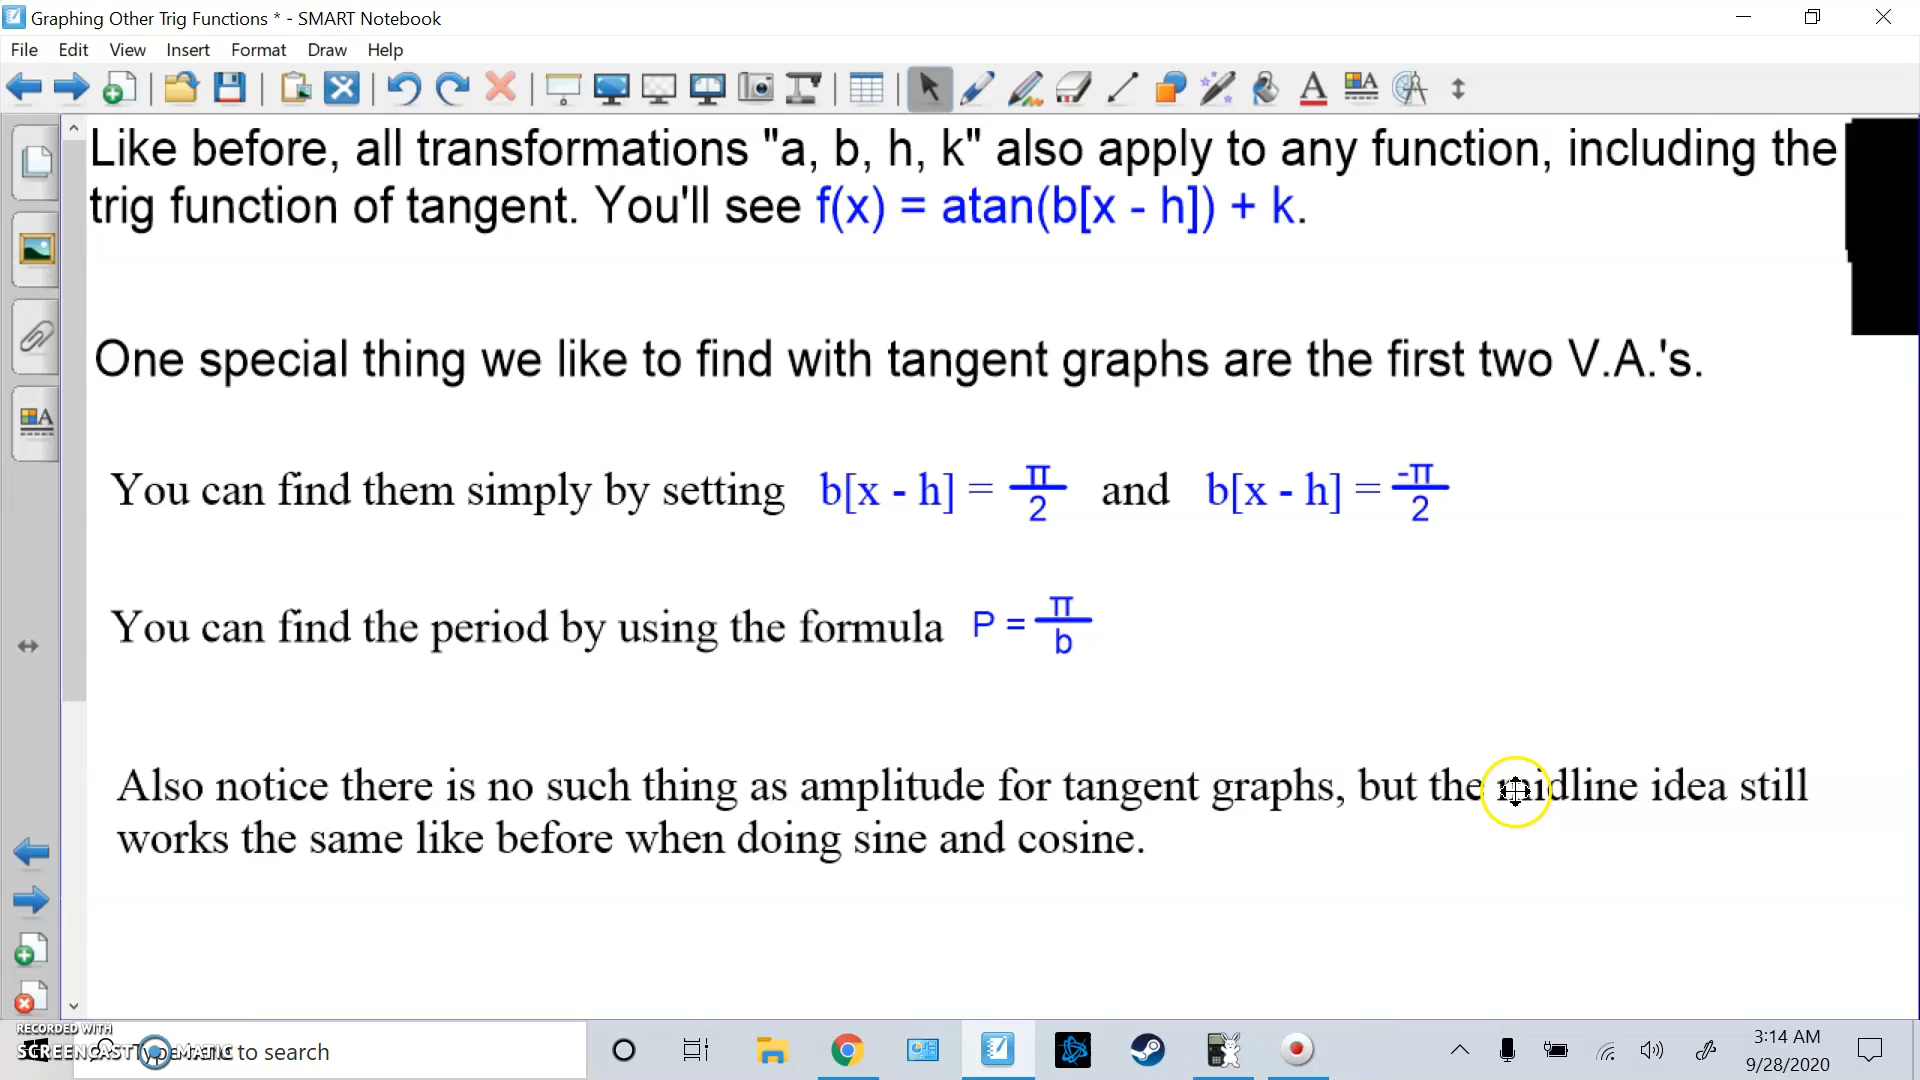 Graphing Other Trig Functions * - SMART Notebook
File Edit View Insert Format Draw Help
Like before, all transformations "a, b, h, k" also apply to any function, including the
trig function of tangent. You'll see f(x) = atan(b[x - h]) + k.
One special thing we like to find with tangent graphs are the first two V.A.'s.
You can find them simply by setting b[x - h] = π/2 and b[x - h] = -π/2
You can find the period by using the formula P = π/b
Also notice there is no such thing as amplitude for tangent graphs, but the midline idea still
works the same like before when doing sine and cosine.
RECORDED WITH
SCREENCAST MATIC
Type here to search
3:14 AM
9/28/2020